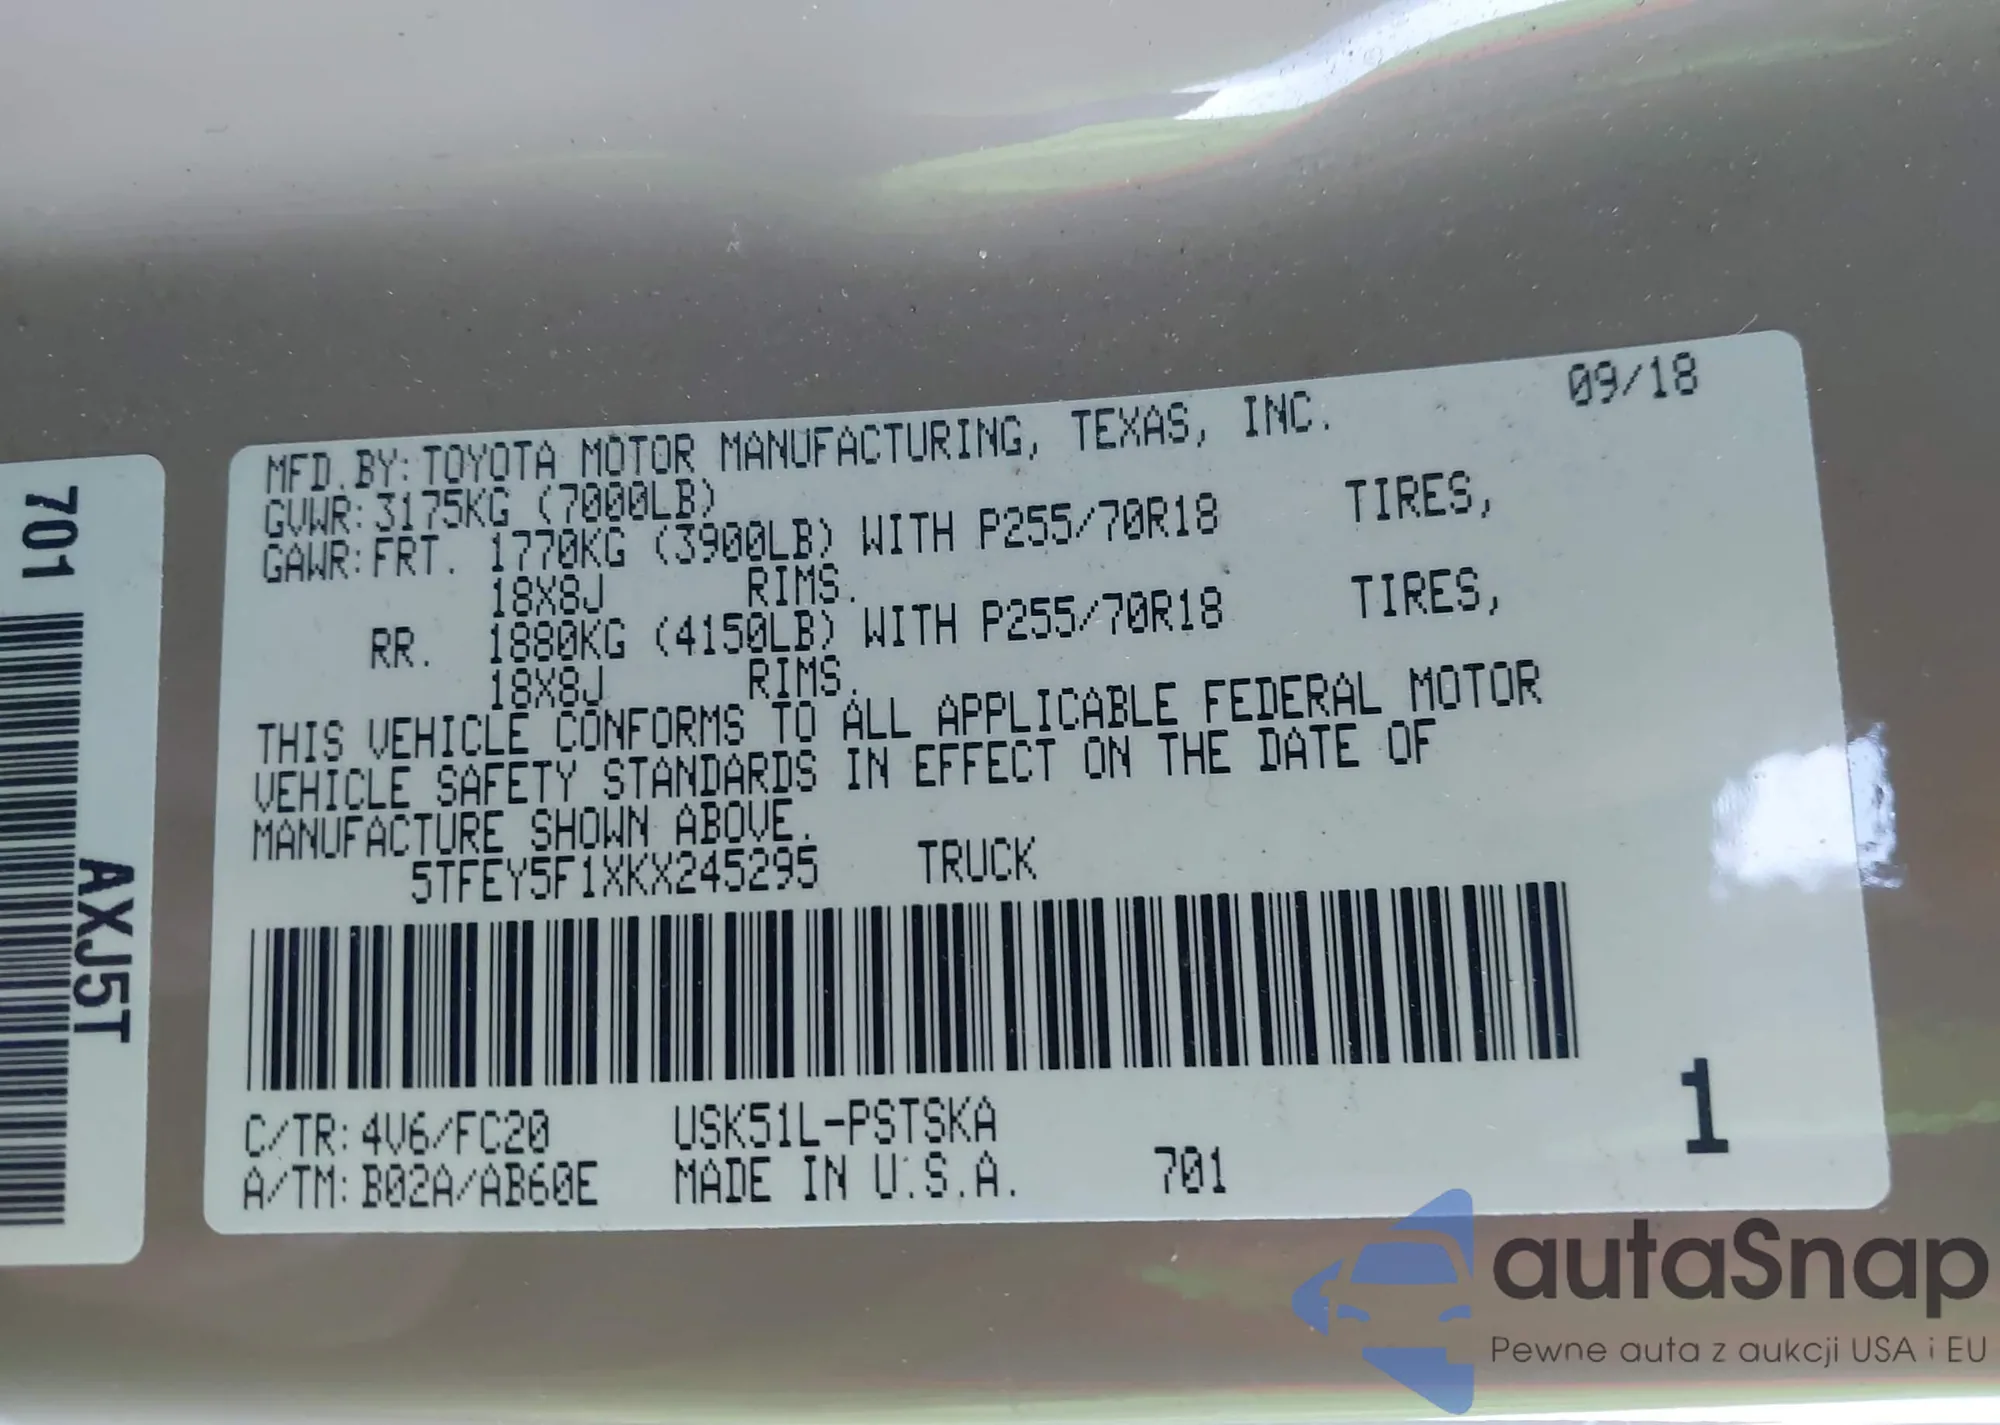 701
AXJ5T
MFD.BY:TOYOTA MOTOR MANUFACTURING, TEXAS, INC. 09/18
GVWR:3175KG (7000LB)
GAWR:FRT. 1770KG (3900LB) WITH P255/70R18 TIRES,
18X8J RIMS.
RR. 1880KG (4150LB) WITH P255/70R18 TIRES,
18X8J RIMS.
THIS VEHICLE CONFORMS TO ALL APPLICABLE FEDERAL MOTOR
VEHICLE SAFETY STANDARDS IN EFFECT ON THE DATE OF
MANUFACTURE SHOWN ABOVE.
5TFEY5F1XKX245295 TRUCK
C/TR:4V6/FC20 USK51L-PSTSKA
A/TM:B02A/AB60E MADE IN U.S.A. 701
1
autaSnap
Pewne auta z aukcji USA i EU